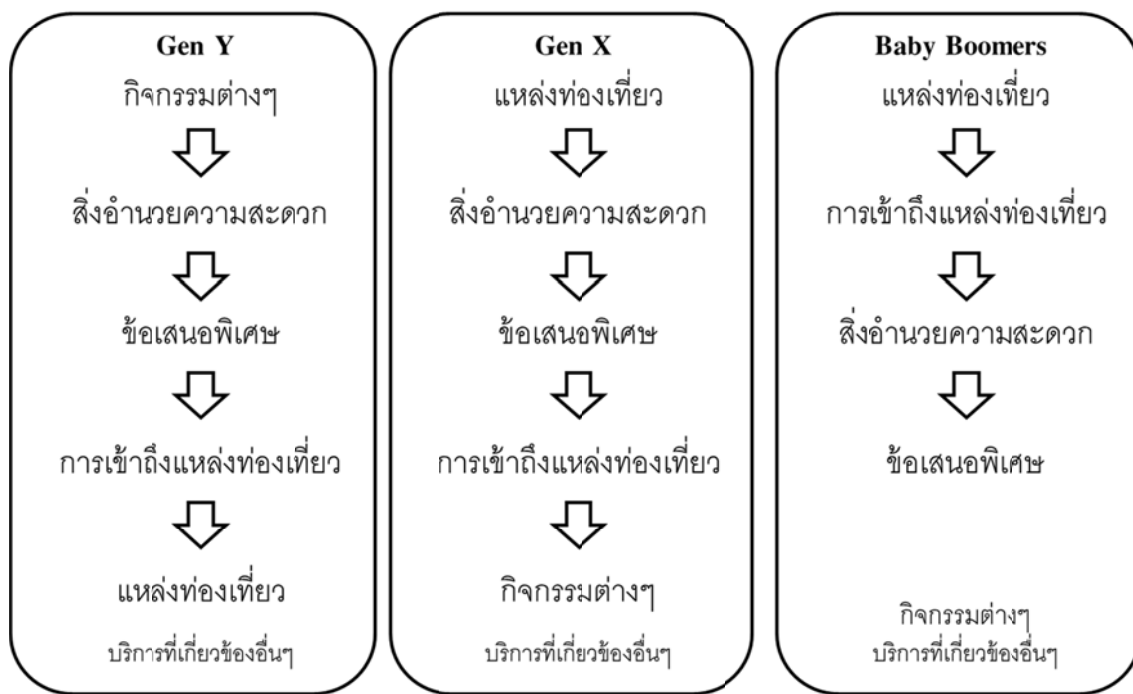 Gen Y
กิจกรรมต่างๆ
สิ่งอำนวยความสะดวก
ข้อเสนอพิเศษ
การเข้าถึงแหล่งท่องเที่ยว
แหล่งท่องเที่ยว
บริการที่เกี่ยวข้องอื่นๆ
Gen X
แหล่งท่องเที่ยว
สิ่งอำนวยความสะดวก
ข้อเสนอพิเศษ
การเข้าถึงแหล่งท่องเที่ยว
กิจกรรมต่างๆ
บริการที่เกี่ยวข้องอื่นๆ
Baby Boomers
แหล่งท่องเที่ยว
การเข้าถึงแหล่งท่องเที่ยว
สิ่งอำนวยความสะดวก
ข้อเสนอพิเศษ
กิจกรรมต่างๆ
บริการที่เกี่ยวข้องอื่นๆ